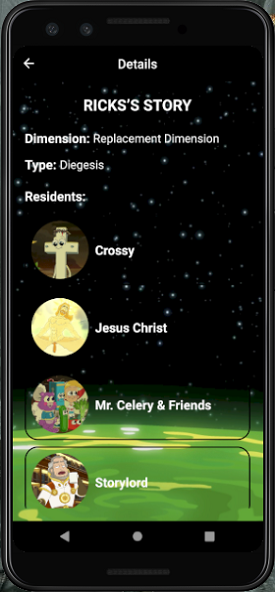 Details
RICKS'S STORY
Dimension: Replacement Dimension
Type: Diegesis
Residents:
Crossy
Jesus Christ
Mr. Celery & Friends
Storylord